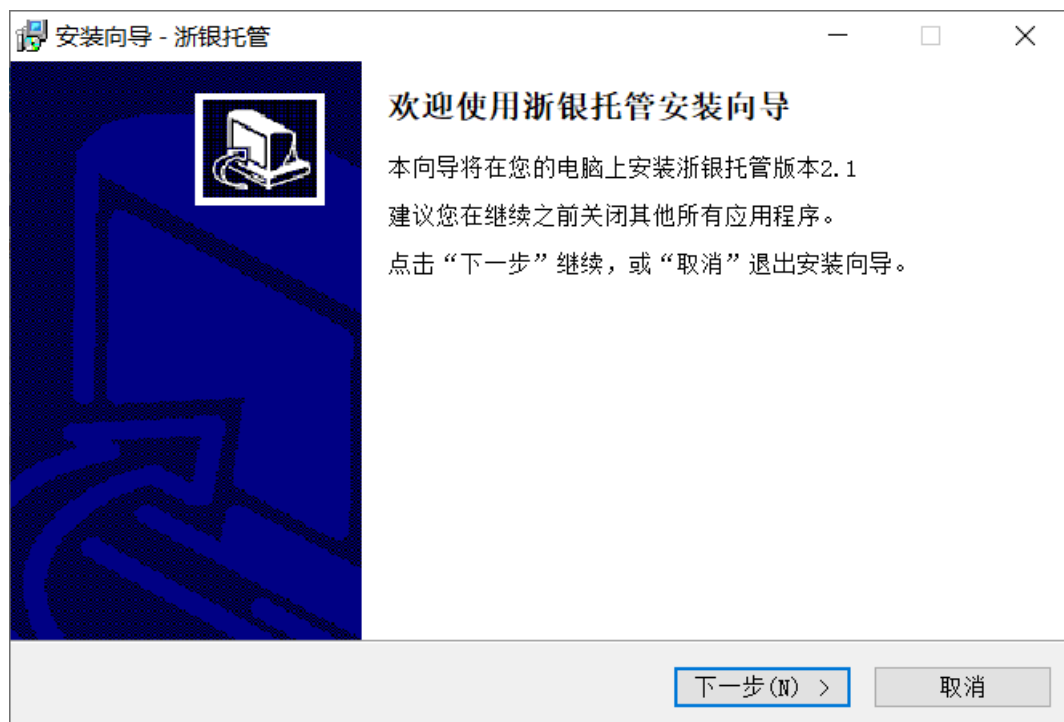 安装向导 - 浙银托管
欢迎使用浙银托管安装向导
本向导将在您的电脑上安装浙银托管版本2.1
建议您在继续之前关闭其他所有应用程序。
点击“下一步”继续，或“取消”退出安装向导。
下一步(N) >
取消